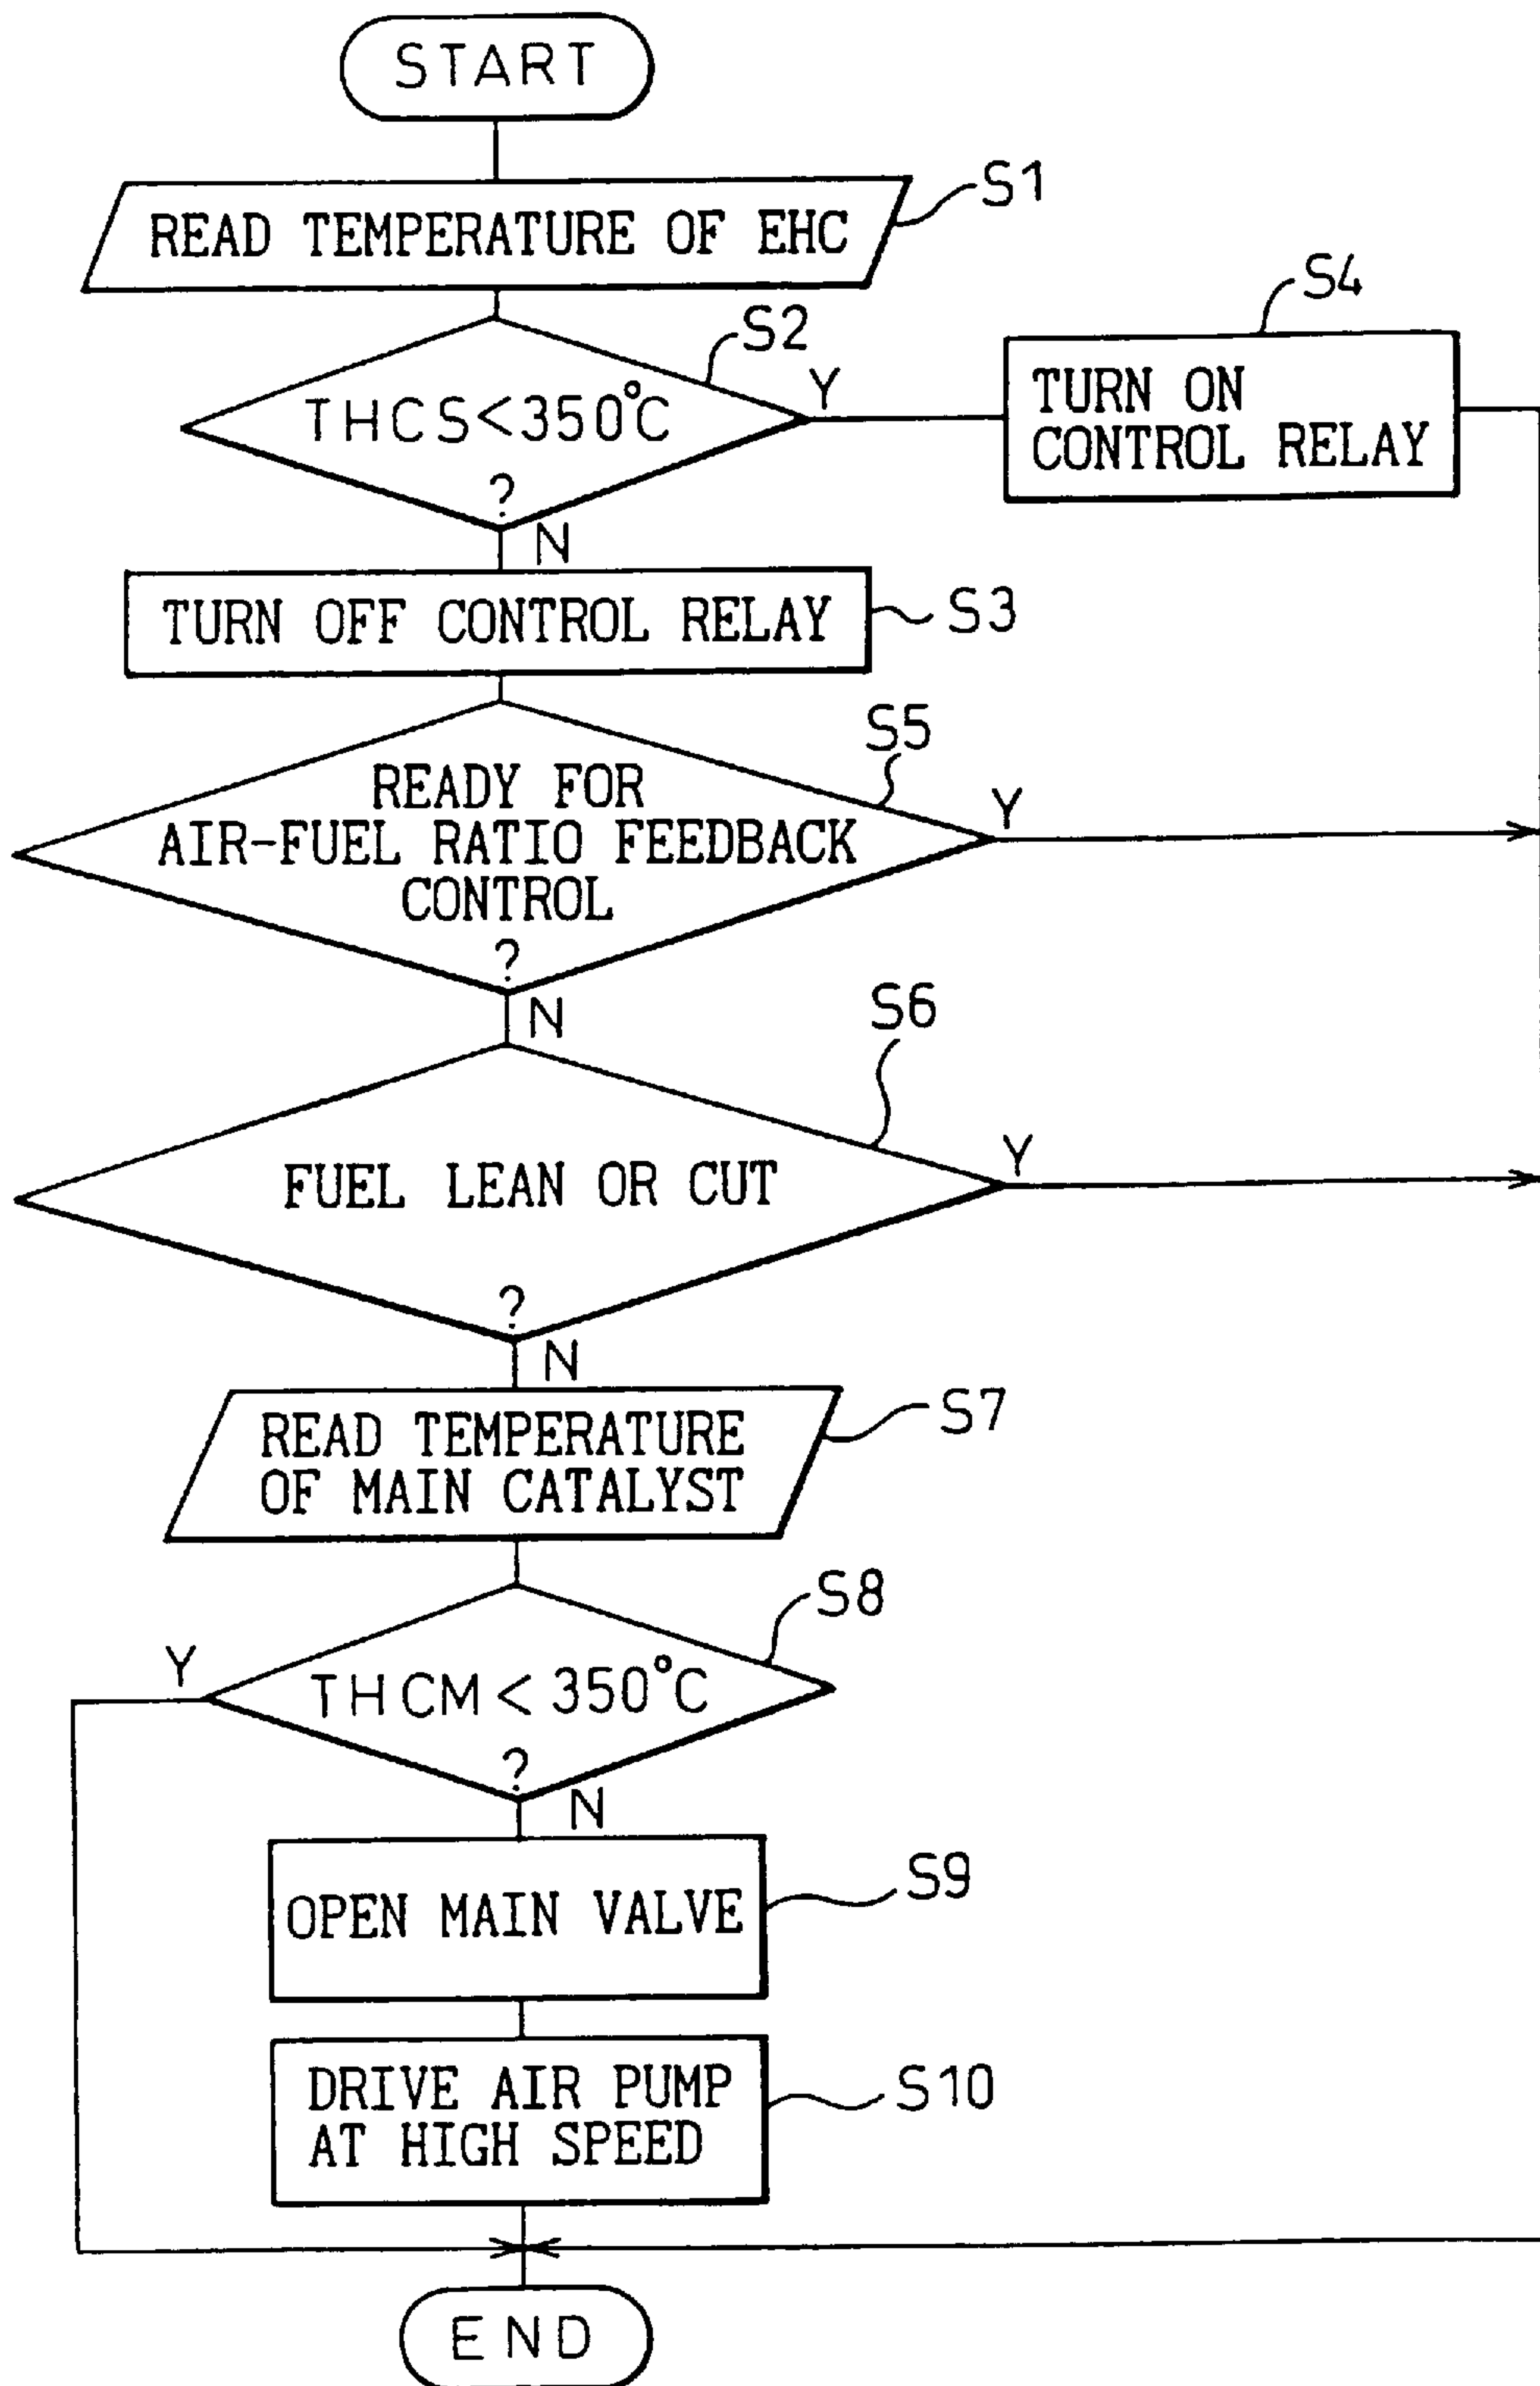 START
S1
READ TEMPERATURE OF EHC
S2
THCS<350°C
?
Y
N
S4
TURN ON
CONTROL RELAY
TURN OFF CONTROL RELAY
S3
S5
READY FOR
AIR-FUEL RATIO FEEDBACK
CONTROL
?
Y
N
S6
FUEL LEAN OR CUT
?
Y
N
READ TEMPERATURE
OF MAIN CATALYST
S7
S8
Y
THCM<350°C
?
N
OPEN MAIN VALVE
S9
DRIVE AIR PUMP
AT HIGH SPEED
S10
END